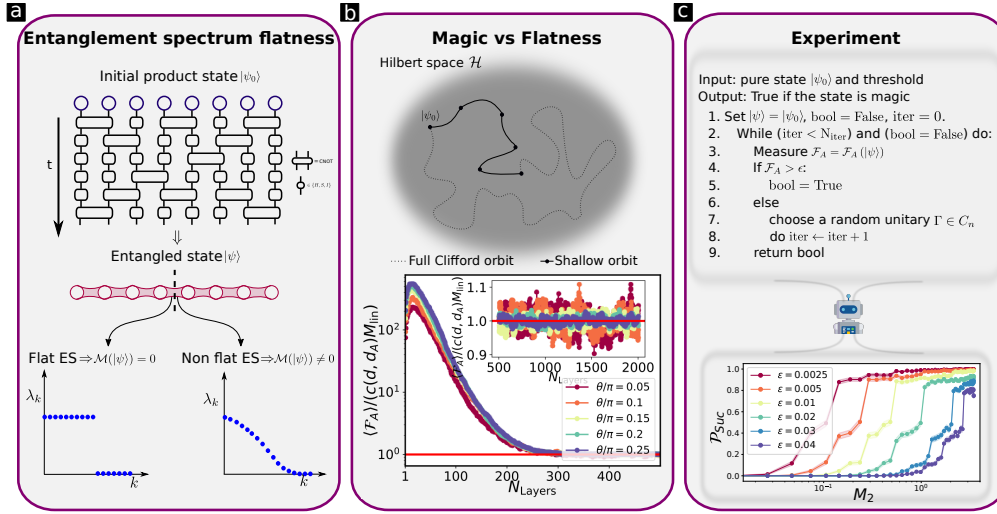 a
Entanglement spectrum flatness
Initial product state |ψ₀⟩
t
= CNOT
∈ {H, S, I}
⇓
Entangled state |ψ⟩
Flat ES ⇒ 𝓜(|ψ⟩) = 0
Non flat ES ⇒ 𝓜(|ψ⟩) ≠ 0
λₖ
k
λₖ
k
b
Magic vs Flatness
Hilbert space 𝓗
|ψ₀⟩
Full Clifford orbit
Shallow orbit
⟨𝓕_A⟩/(c(d, d_A)M_lin)
10²
10¹
10⁰
1 100 200 300 400
N_Layers
⟨𝓕_A⟩/(c(d, d_A)M_lin)
1.1
1.0
0.9
500 1000 1500 2000
N_Layers
θ/π = 0.05
θ/π = 0.1
θ/π = 0.15
θ/π = 0.2
θ/π = 0.25
c
Experiment
Input: pure state |ψ₀⟩ and threshold
Output: True if the state is magic
1. Set |ψ⟩ = |ψ₀⟩, bool = False, iter = 0.
2. While (iter < N_iter) and (bool = False) do:
3. Measure 𝓕_A = 𝓕_A(|ψ⟩)
4. If 𝓕_A > ϵ:
5. bool = True
6. else
7. choose a random unitary Γ ∈ C_n
8. do iter ← iter + 1
9. return bool
𝓟_Suc
1.0
0.8
0.6
0.4
0.2
0.0
10⁻¹ 10⁰
M₂
ε = 0.0025
ε = 0.005
ε = 0.01
ε = 0.02
ε = 0.03
ε = 0.04